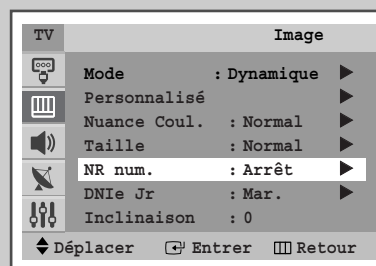 TV Image
Mode : Dynamique
Personnalisé
Nuance Coul. : Normal
Taille : Normal
NR num. : Arrêt
DNIe Jr : Mar.
Inclinaison : 0
Déplacer Entrer Retour